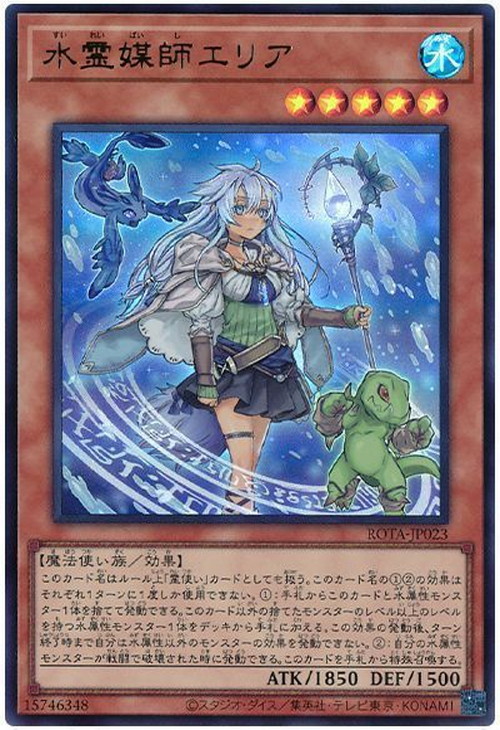 水霊媒師エリア
水
ROTA-JP023
【魔法使い族／効果】
このカード名はルール上「霊使い」カードとしても扱う。このカード名の①②の効果は
それぞれ1ターンに1度しか使用できない。①：手札からこのカードと水属性モン
スター1体を捨てて発動できる。このカード以外の捨てたモンスターのレベル以上のレベル
を持つ水属性モンスター1体をデッキから手札に加える。この効果の発動後、ターン
終了時まで自分は水属性以外のモンスターの効果を発動できない。②：自分の水属性
モンスターが戦闘で破壊された時に発動できる。このカードを手札から特殊召喚する。
ATK/1850 DEF/1500
15746348
©スタジオ・ダイス／集英社・テレビ東京・KONAMI